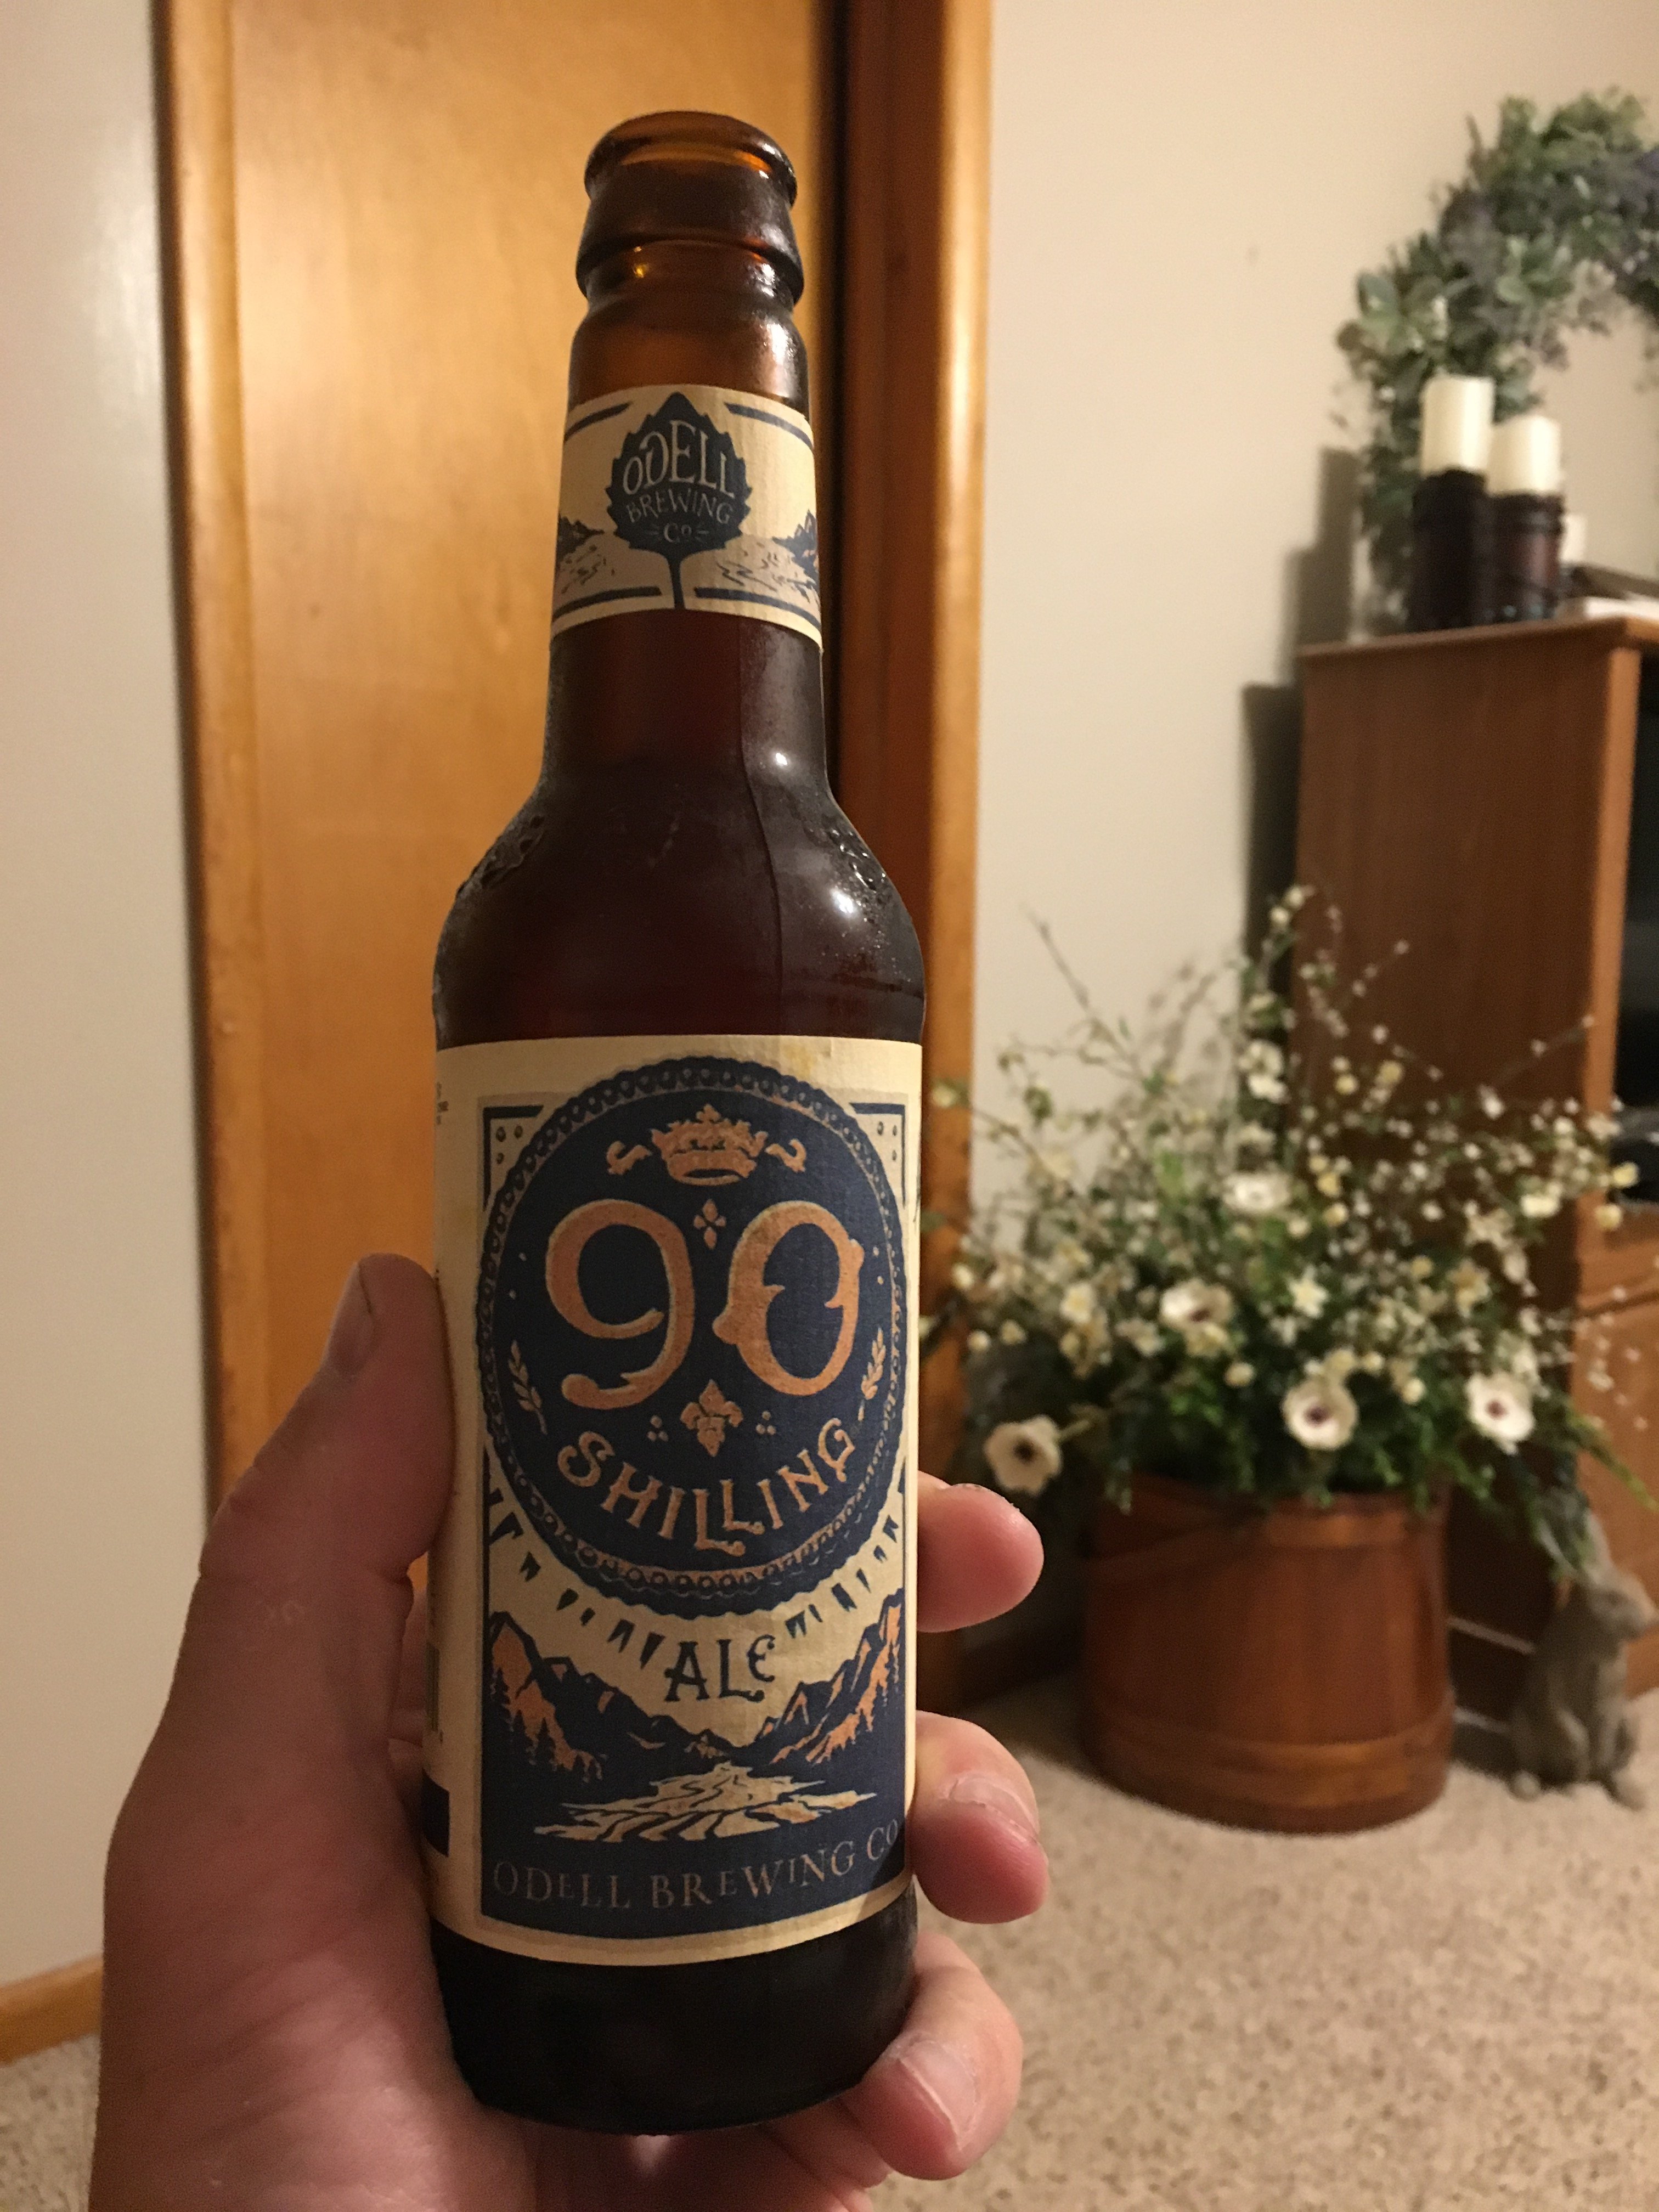 ODELL
BREWING
Co
90
SHILLING
ALE
ODELL BREWING CO